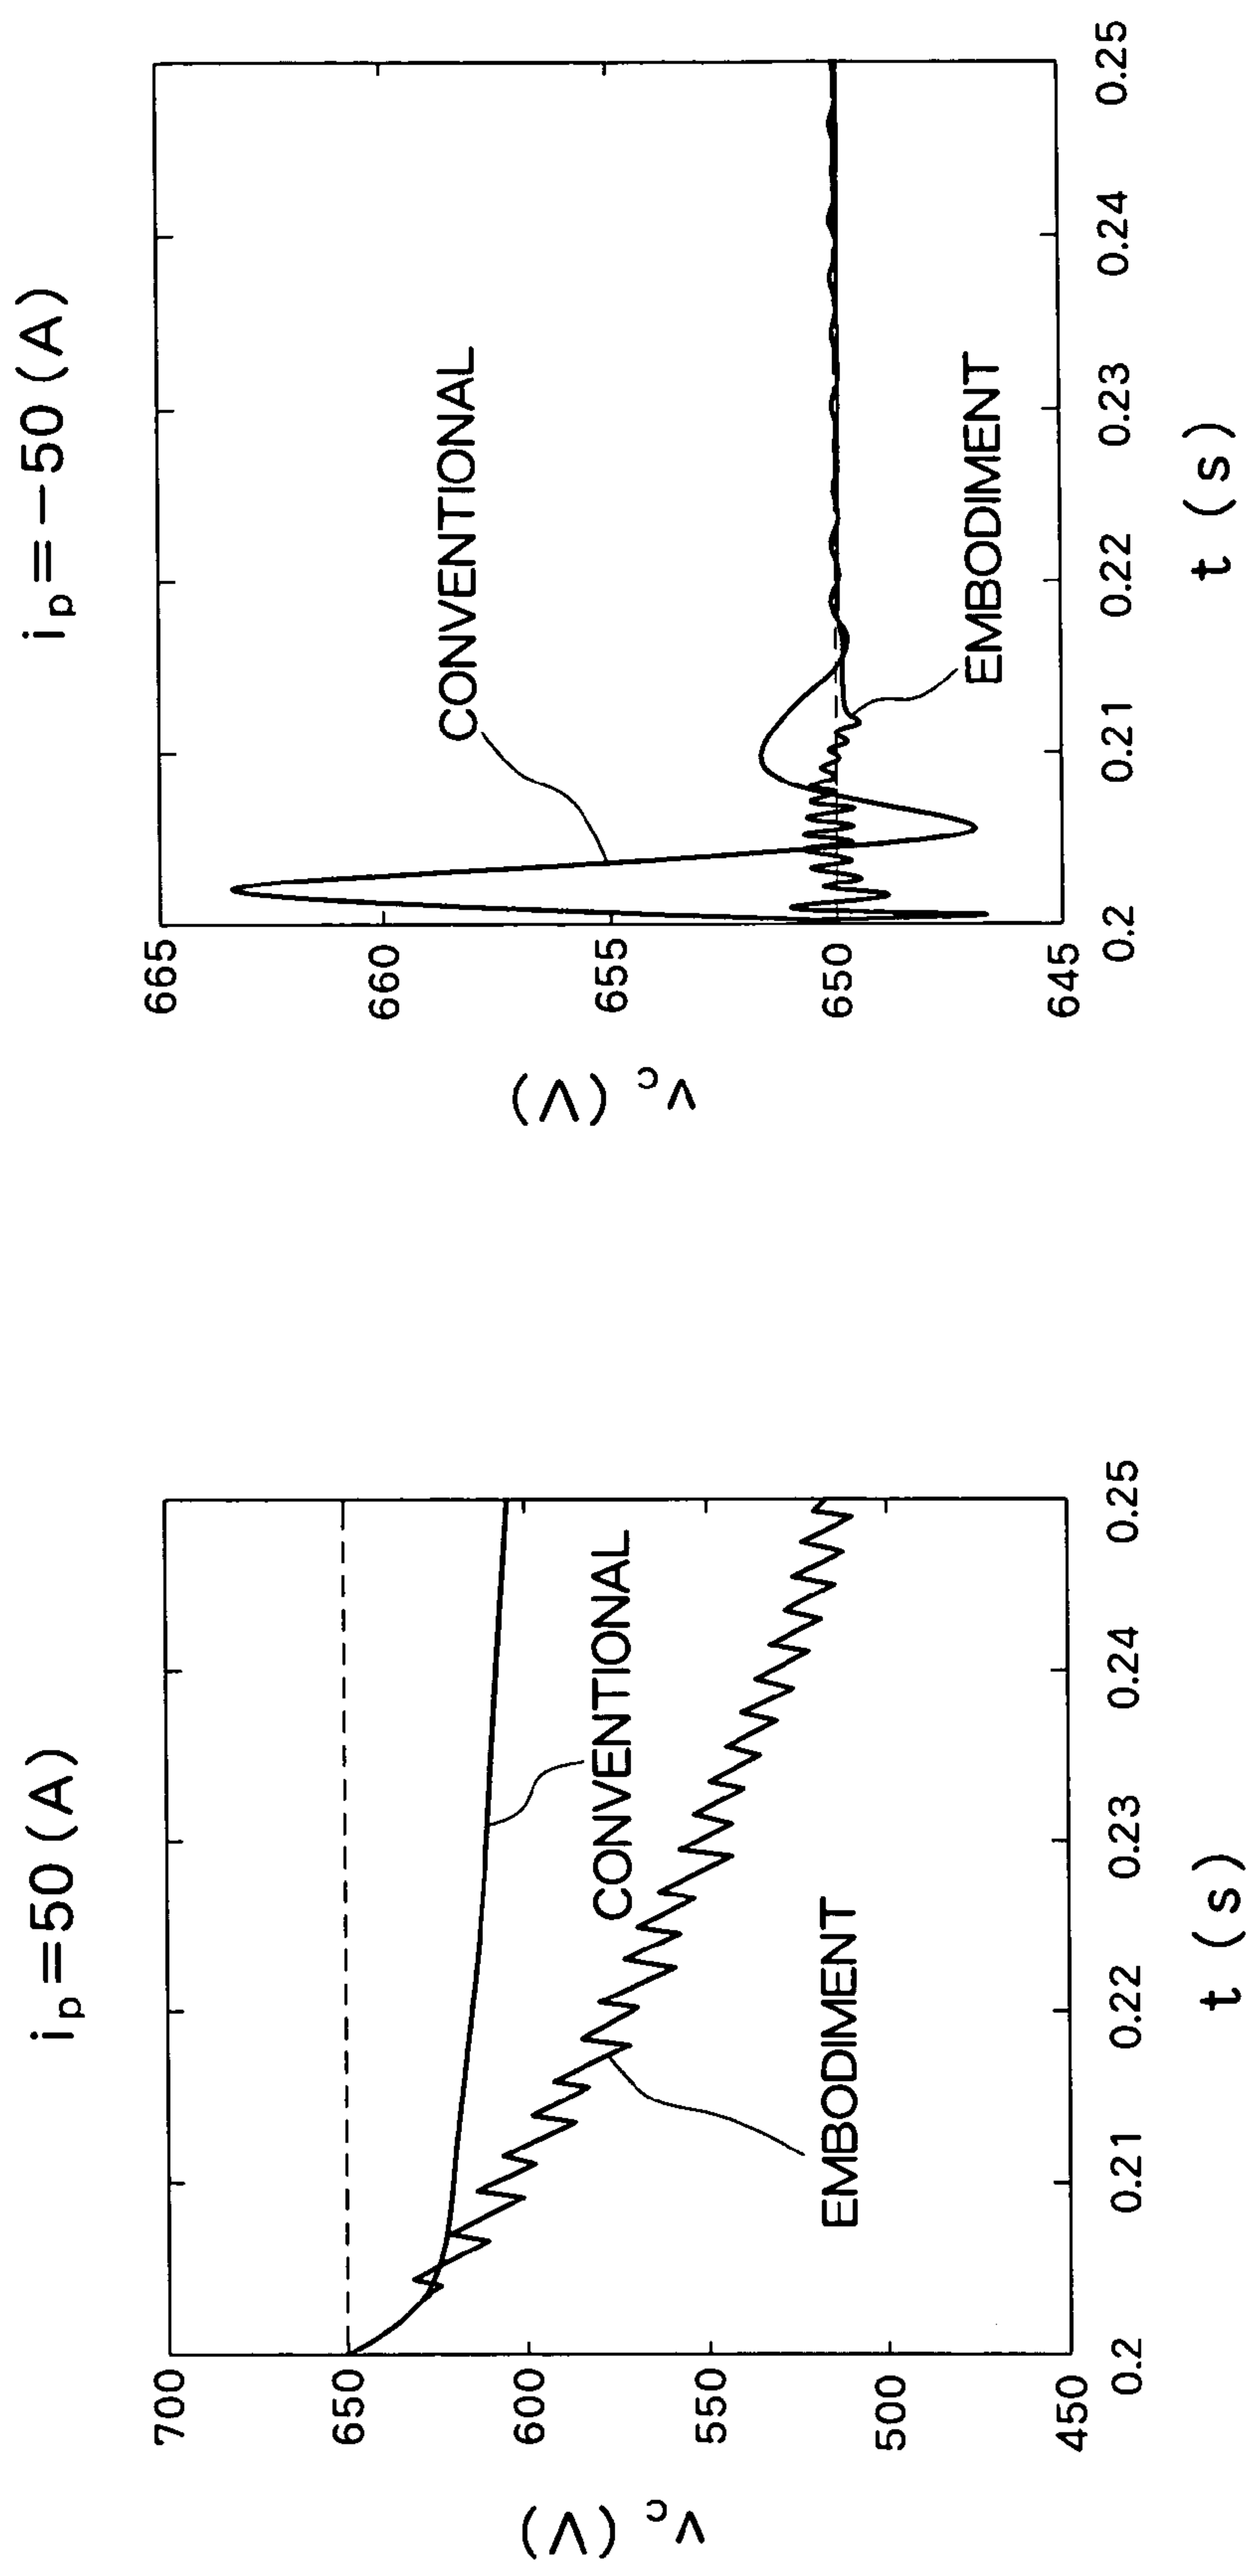 i_p=50 (A)
v_c (V)
700
650
600
550
500
450
0.2
0.21
0.22
0.23
0.24
0.25
t (s)
CONVENTIONAL
EMBODIMENT
i_p=−50 (A)
v_c (V)
665
660
655
650
645
0.2
0.21
0.22
0.23
0.24
0.25
t (s)
CONVENTIONAL
EMBODIMENT